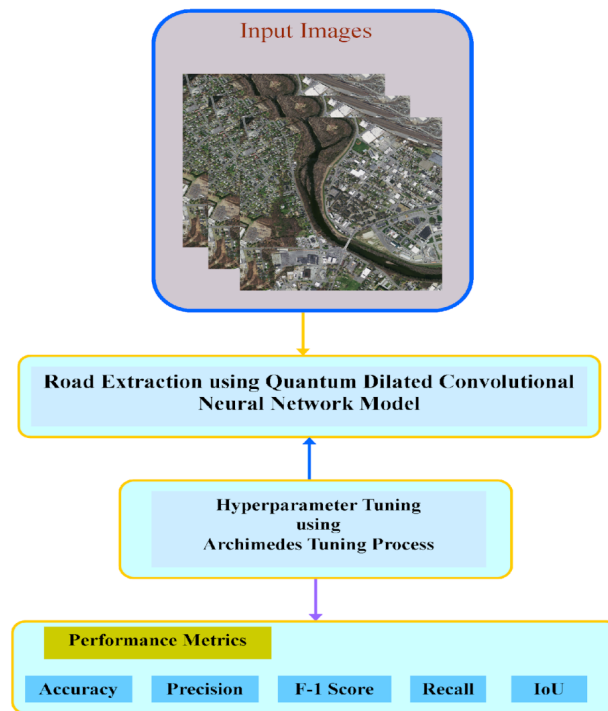 Input Images
Road Extraction using Quantum Dilated Convolutional
Neural Network Model
Hyperparameter Tuning
using
Archimedes Tuning Process
Performance Metrics
Accuracy
Precision
F-1 Score
Recall
IoU